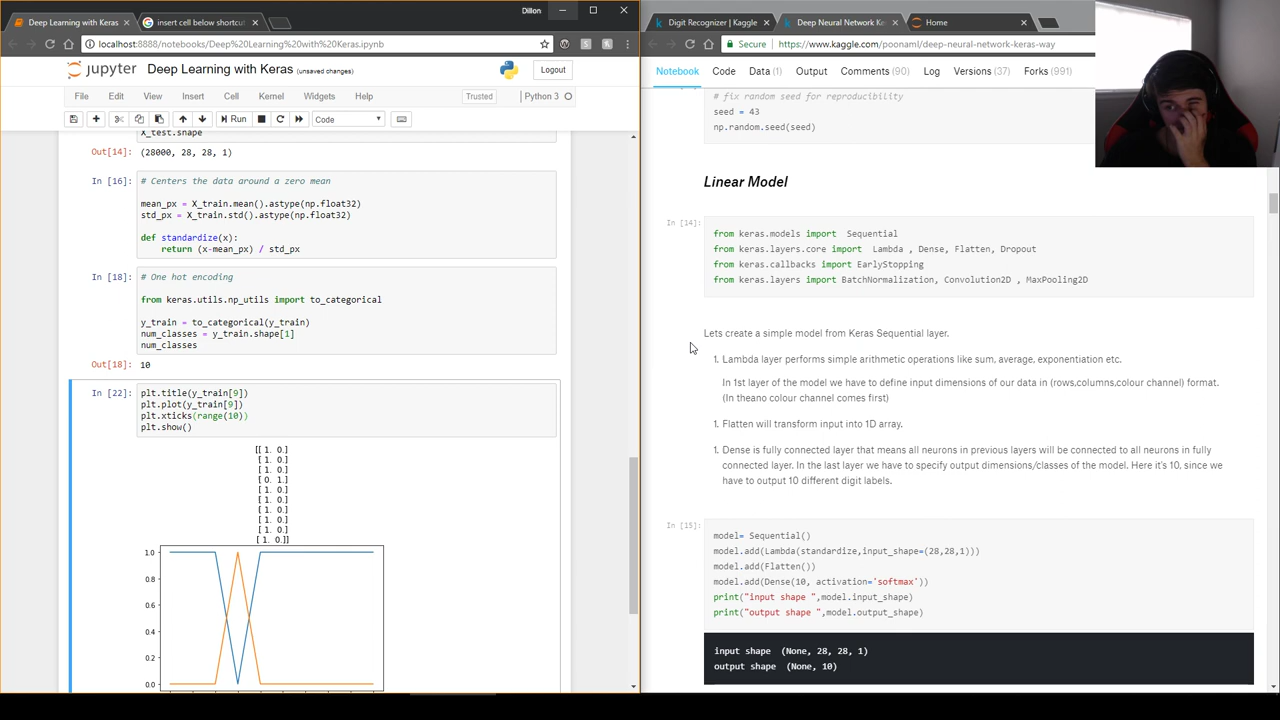 Deep Learning with Keras
insert cell below shortcu
Dillon
localhost:8888/notebooks/Deep%20Learning%20with%20Keras.ipynb
jupyter Deep Learning with Keras (unsaved changes)
Logout
File Edit View Insert Cell Kernel Widgets Help
Trusted
Python 3
Run
Code
X_test.shape
Out[14]: (28000, 28, 28, 1)
In [16]: # Centers the data around a zero mean
mean_px = X_train.mean().astype(np.float32)
std_px = X_train.std().astype(np.float32)
def standardize(x):
return (x-mean_px) / std_px
In [18]: # One hot encoding
from keras.utils.np_utils import to_categorical
y_train = to_categorical(y_train)
num_classes = y_train.shape[1]
num_classes
Out[18]: 10
In [22]: plt.title(y_train[9])
plt.plot(y_train[9])
plt.xticks(range(10))
plt.show()
[[ 1. 0.]
[ 1. 0.]
[ 1. 0.]
[ 0. 1.]
[ 1. 0.]
[ 1. 0.]
[ 1. 0.]
[ 1. 0.]
[ 1. 0.]
[ 1. 0.]]
1.0
0.8
0.6
0.4
0.2
0.0
Digit Recognizer | Kaggle
Deep Neural Network Ke
Home
Secure https://www.kaggle.com/poonaml/deep-neural-network-keras-way
Notebook Code Data (1) Output Comments (90) Log Versions (37) Forks (991)
# fix random seed for reproducibility
seed = 43
np.random.seed(seed)
Linear Model
In [14]:
from keras.models import Sequential
from keras.layers.core import Lambda , Dense, Flatten, Dropout
from keras.callbacks import EarlyStopping
from keras.layers import BatchNormalization, Convolution2D , MaxPooling2D
Lets create a simple model from Keras Sequential layer.
1. Lambda layer performs simple arithmetic operations like sum, average, exponentiation etc.
In 1st layer of the model we have to define input dimensions of our data in (rows,columns,colour channel) format.
(In theano colour channel comes first)
1. Flatten will transform input into 1D array.
1. Dense is fully connected layer that means all neurons in previous layers will be connected to all neurons in fully
connected layer. In the last layer we have to specify output dimensions/classes of the model. Here it's 10, since we
have to output 10 different digit labels.
In [15]:
model= Sequential()
model.add(Lambda(standardize,input_shape=(28,28,1)))
model.add(Flatten())
model.add(Dense(10, activation='softmax'))
print("input shape ",model.input_shape)
print("output shape ",model.output_shape)
input shape (None, 28, 28, 1)
output shape (None, 10)